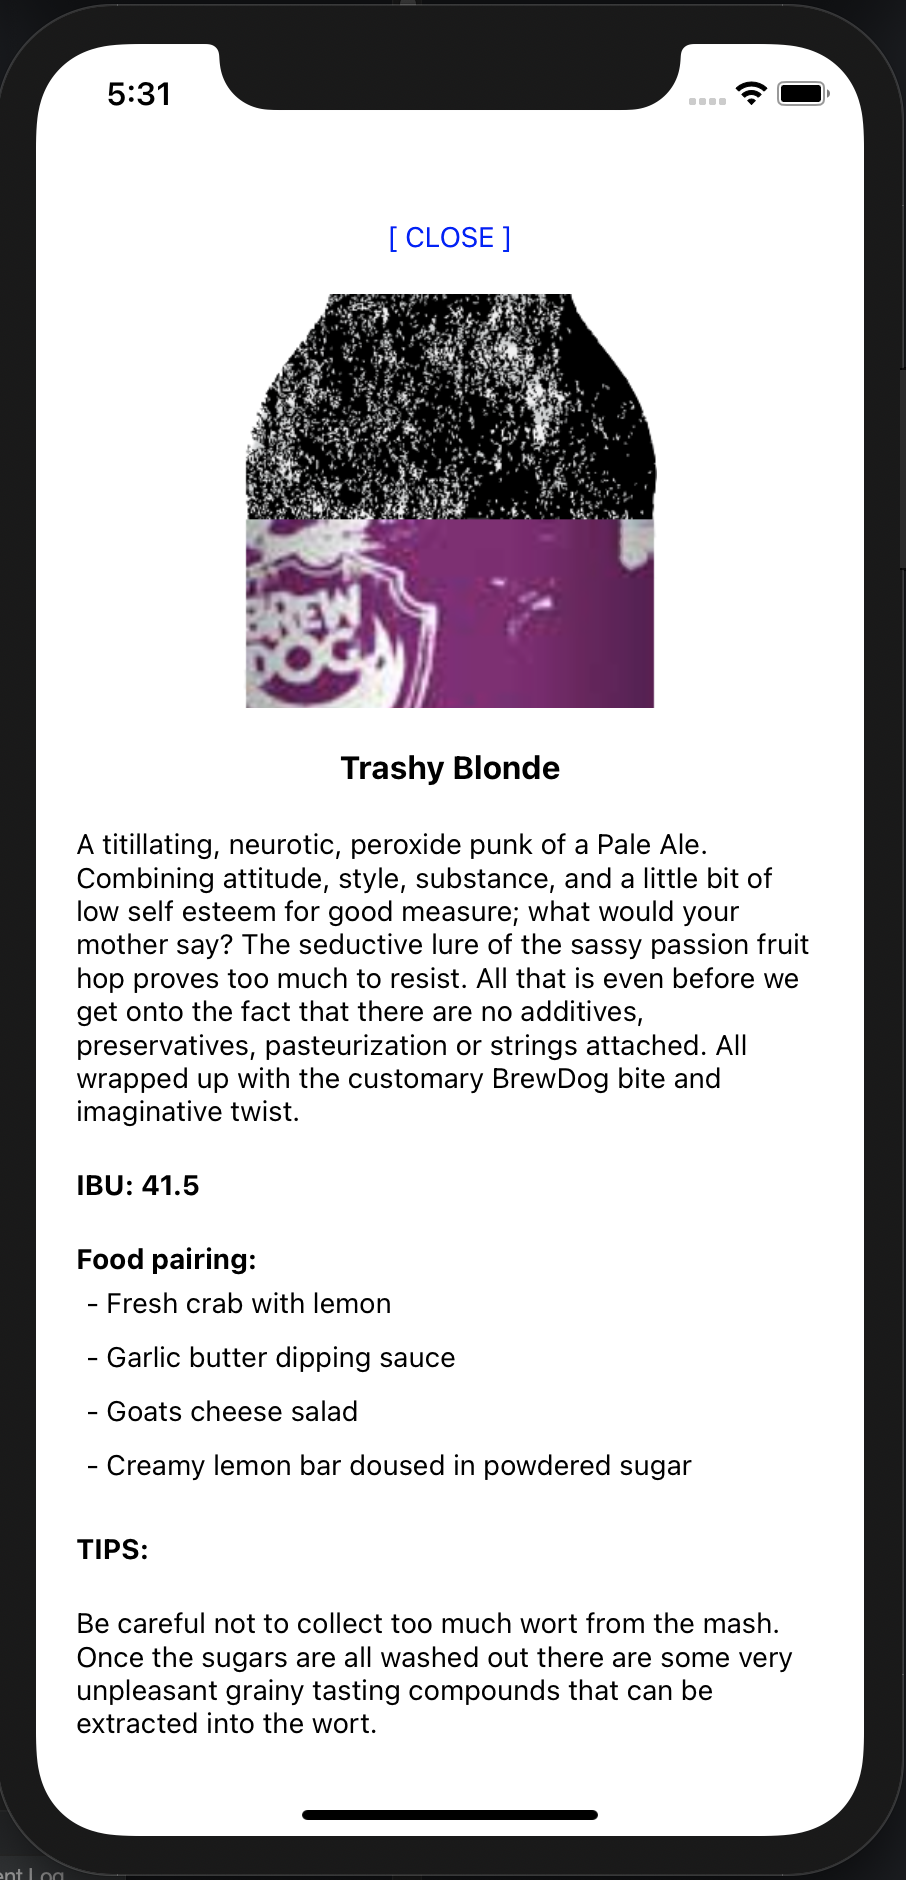 5:31
[ CLOSE ]
BREW
DOG
Trashy Blonde
A titillating, neurotic, peroxide punk of a Pale Ale.
Combining attitude, style, substance, and a little bit of
low self esteem for good measure; what would your
mother say? The seductive lure of the sassy passion fruit
hop proves too much to resist. All that is even before we
get onto the fact that there are no additives,
preservatives, pasteurization or strings attached. All
wrapped up with the customary BrewDog bite and
imaginative twist.
IBU: 41.5
Food pairing:
- Fresh crab with lemon
- Garlic butter dipping sauce
- Goats cheese salad
- Creamy lemon bar doused in powdered sugar
TIPS:
Be careful not to collect too much wort from the mash.
Once the sugars are all washed out there are some very
unpleasant grainy tasting compounds that can be
extracted into the wort.